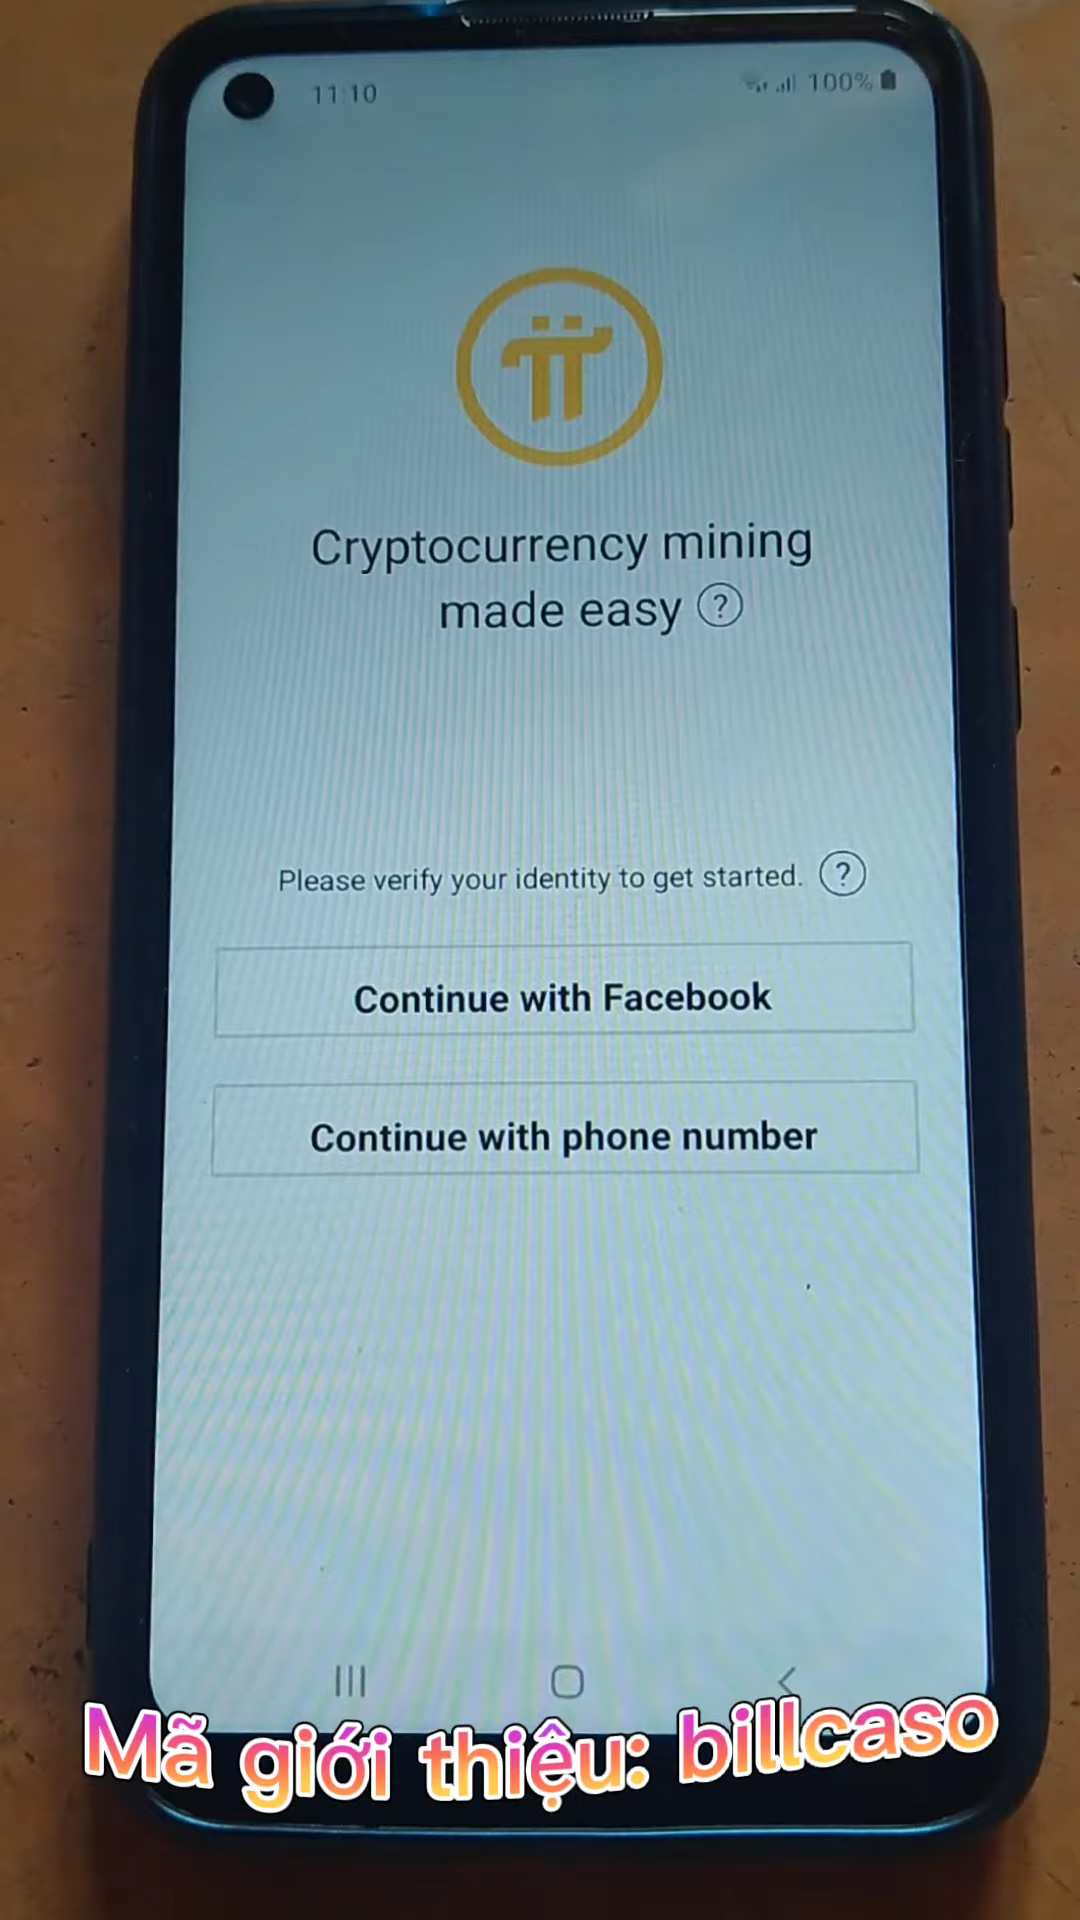 11:10
100%
Cryptocurrency mining
made easy ?
Please verify your identity to get started. ?
Continue with Facebook
Continue with phone number
Mã giới thiệu: billcaso